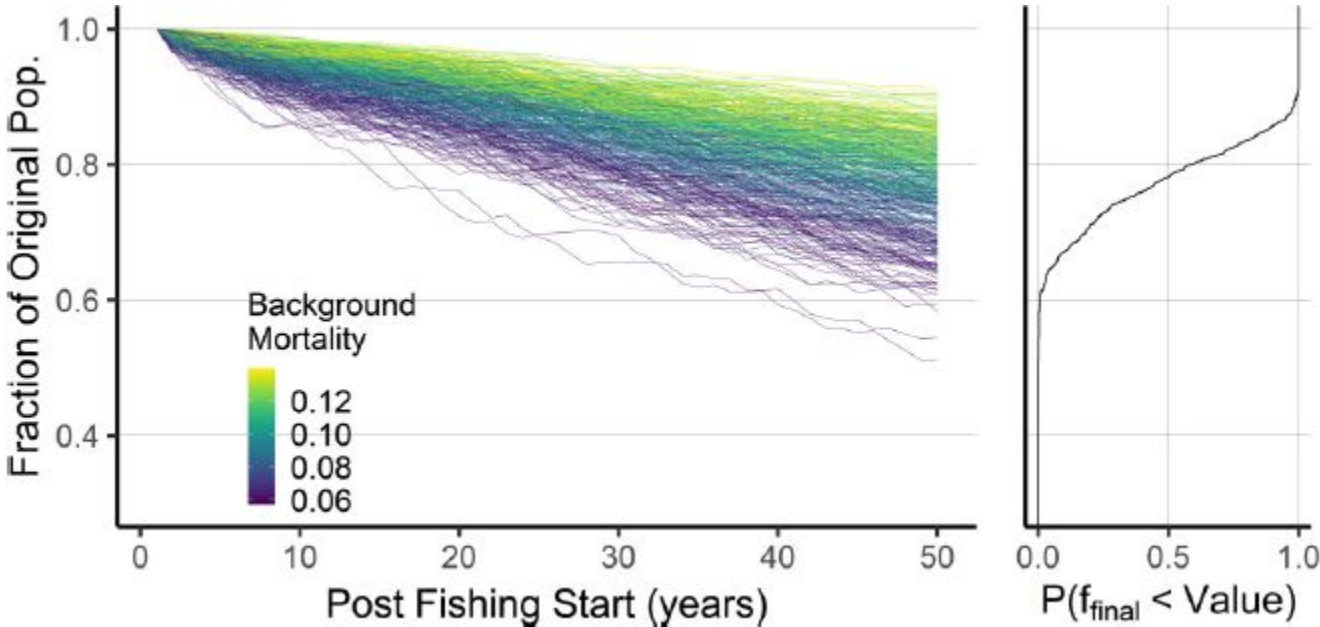 Fraction of Original Pop.
1.0
0.8
0.6
0.4
Background
Mortality
0.12
0.10
0.08
0.06
0 10 20 30 40 50
Post Fishing Start (years)
0.0 0.5 1.0
P(f_final < Value)